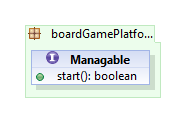 boardGamePlatfo...
I Managable
start(): boolean